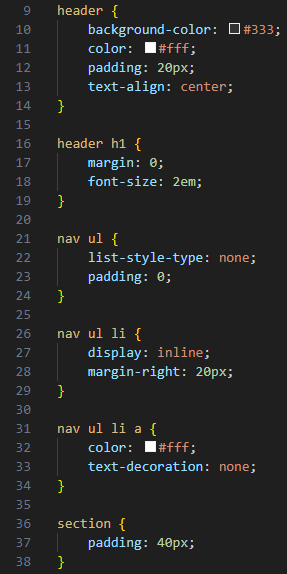 9 header {
10     background-color: #333;
11     color: #fff;
12     padding: 20px;
13     text-align: center;
14 }
15
16 header h1 {
17     margin: 0;
18     font-size: 2em;
19 }
20
21 nav ul {
22     list-style-type: none;
23     padding: 0;
24 }
25
26 nav ul li {
27     display: inline;
28     margin-right: 20px;
29 }
30
31 nav ul li a {
32     color: #fff;
33     text-decoration: none;
34 }
35
36 section {
37     padding: 40px;
38 }